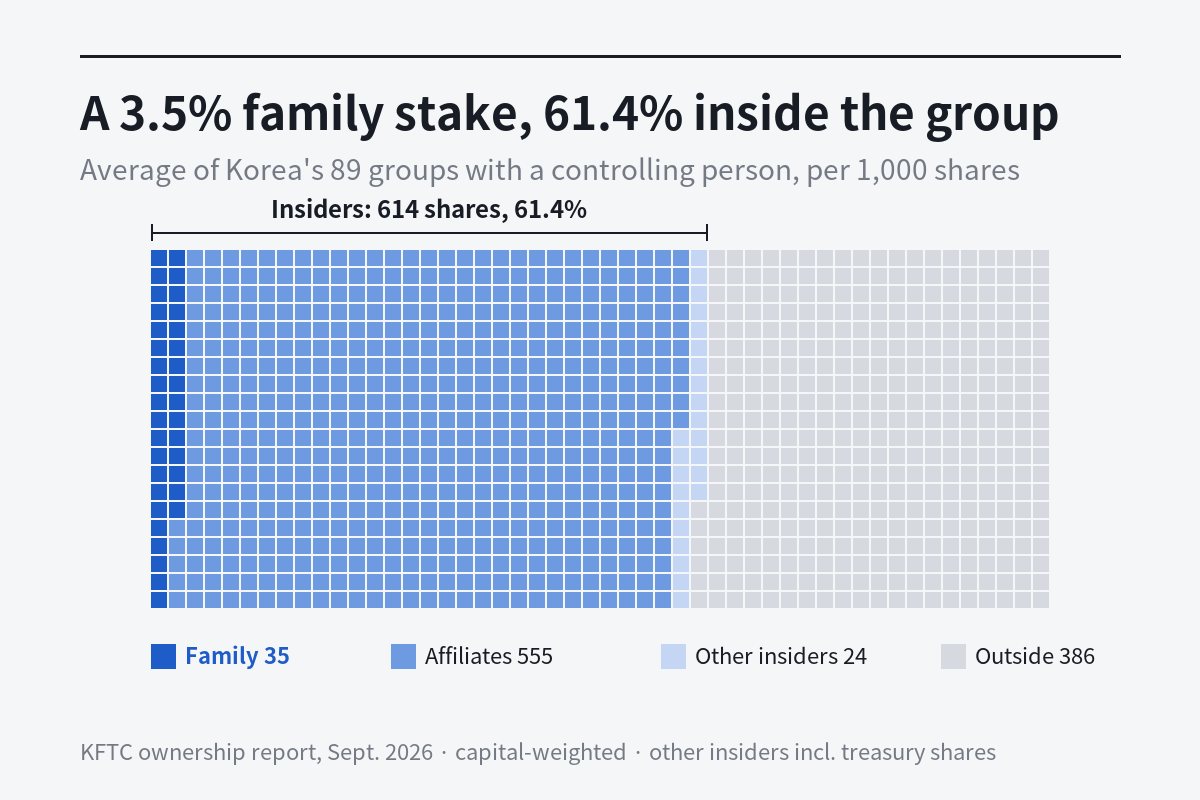 A 3.5% family stake, 61.4% inside the group
Average of Korea's 89 groups with a controlling person, per 1,000 shares
Insiders: 614 shares, 61.4%
Family 35
Affiliates 555
Other insiders 24
Outside 386
KFTC ownership report, Sept. 2026 · capital-weighted · other insiders incl. treasury shares